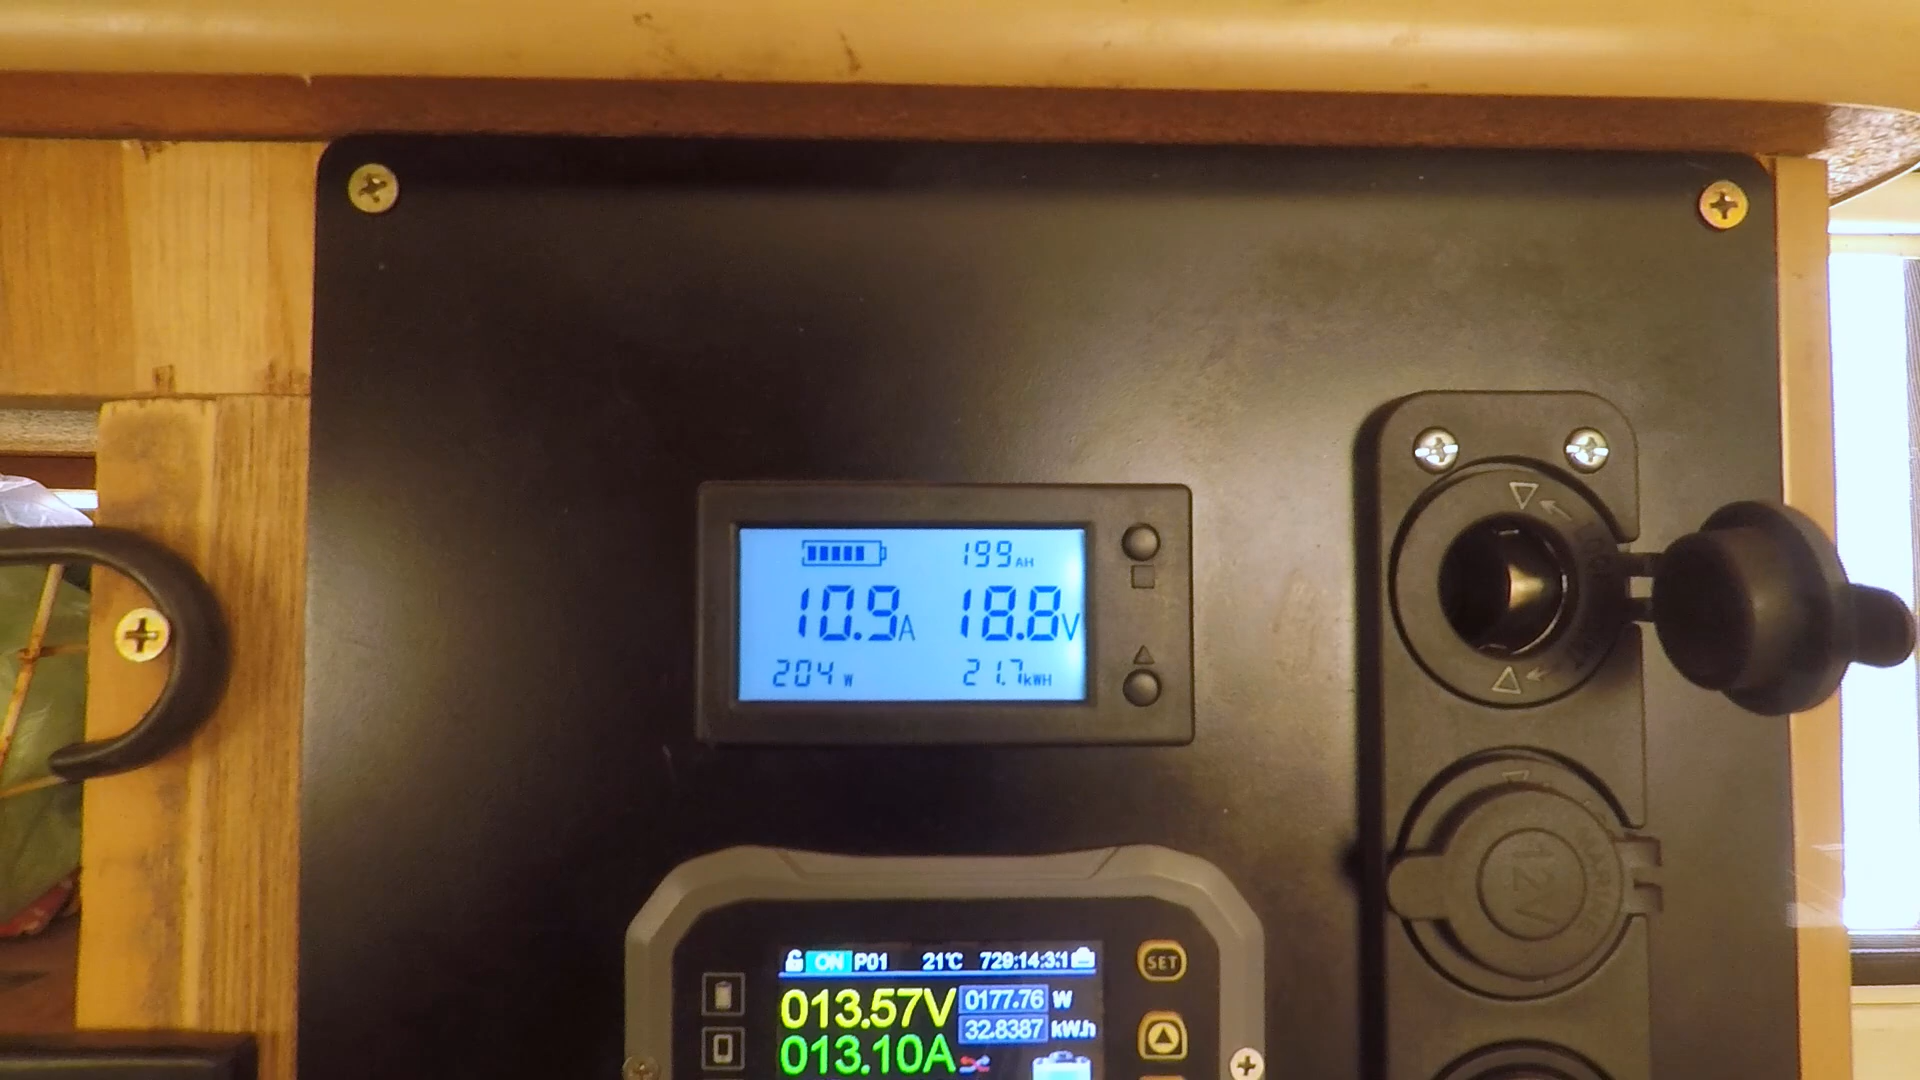 199AH
10.9A 18.8V
204W 21.7kWH
ON P01 21℃ 729:14:31
013.57V 0177.76 W
32.8387 kW.h
013.10A
SET
12V